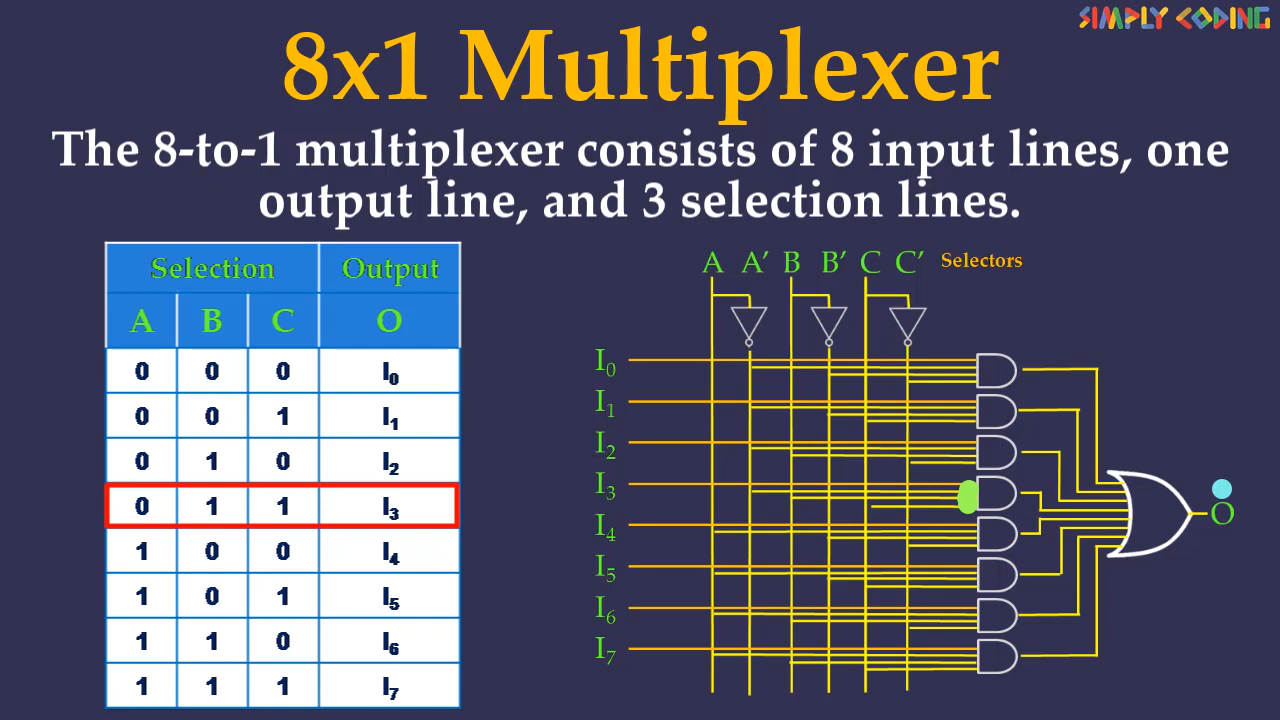 SIMPLY CODING
8x1 Multiplexer
The 8-to-1 multiplexer consists of 8 input lines, one
output line, and 3 selection lines.
Selection Output
A B C O
0 0 0 I₀
0 0 1 I₁
0 1 0 I₂
0 1 1 I₃
1 0 0 I₄
1 0 1 I₅
1 1 0 I₆
1 1 1 I₇
A A’ B B’ C C’ Selectors
I₀
I₁
I₂
I₃
I₄
I₅
I₆
I₇
O